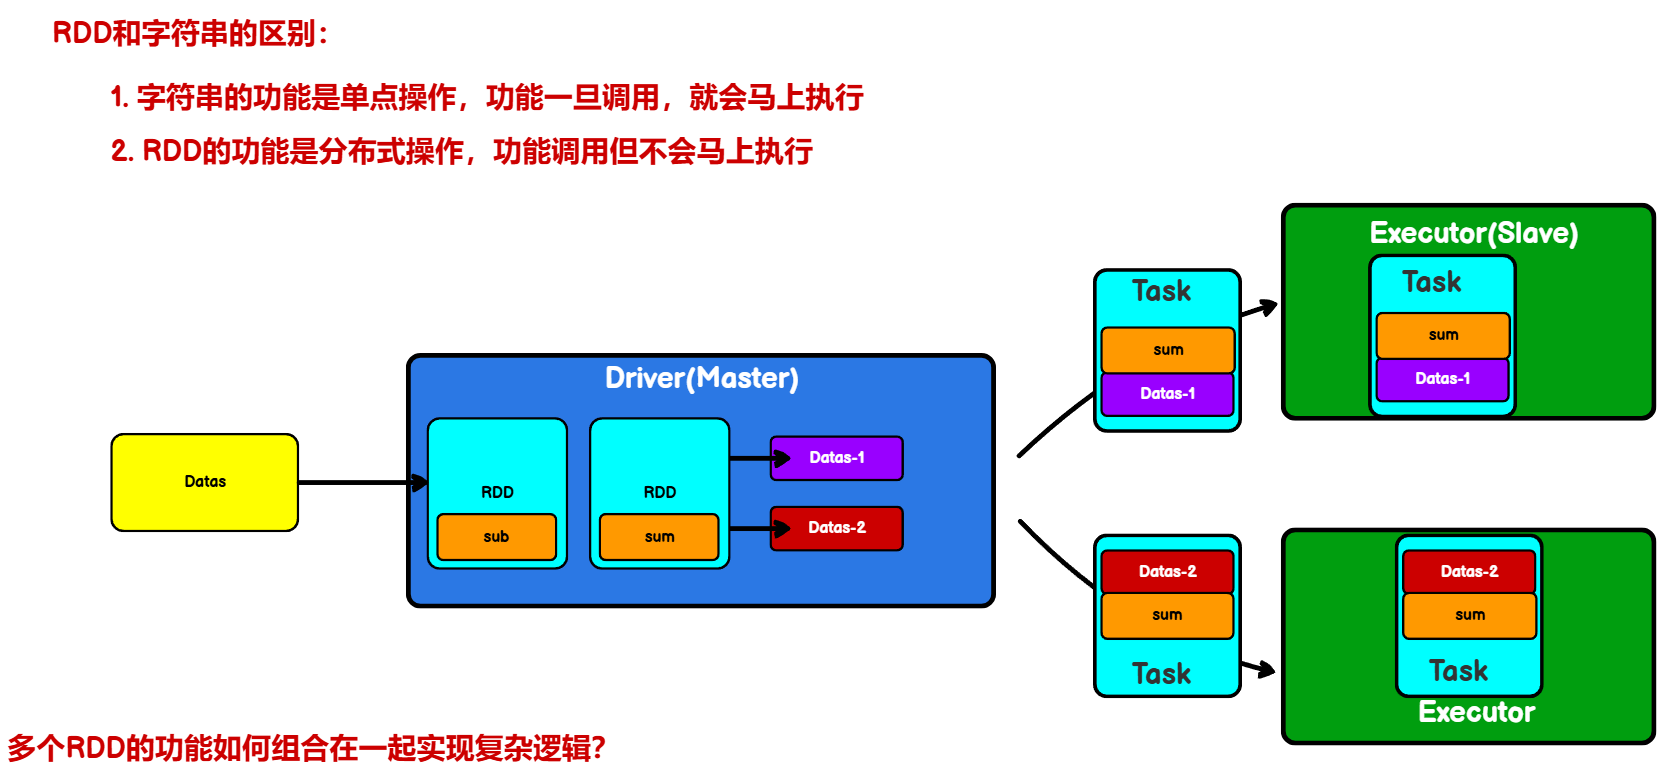 RDD和字符串的区别：
1. 字符串的功能是单点操作，功能一旦调用，就会马上执行
2. RDD的功能是分布式操作，功能调用但不会马上执行
Datas
Driver(Master)
RDD
sub
RDD
sum
Datas-1
Datas-2
Task
sum
Datas-1
Executor(Slave)
Task
sum
Datas-1
Datas-2
sum
Task
Datas-2
sum
Task
Executor
多个RDD的功能如何组合在一起实现复杂逻辑？